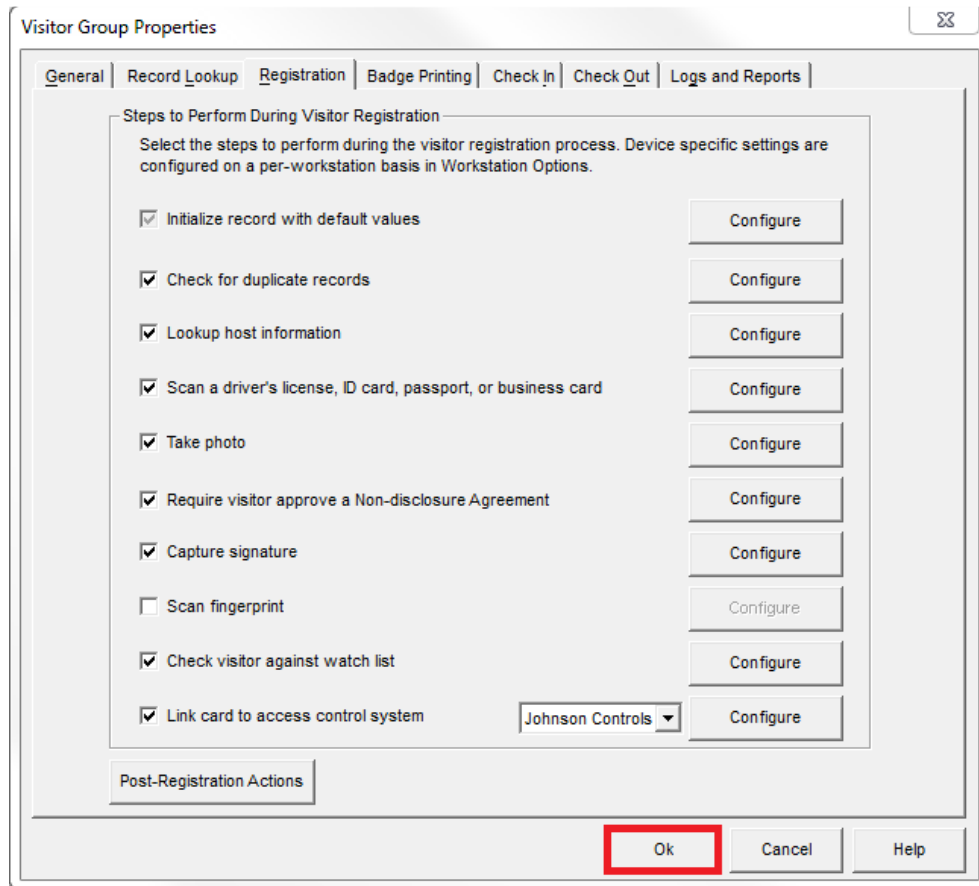 Visitor Group Properties
General Record Lookup Registration Badge Printing Check In Check Out Logs and Reports
Steps to Perform During Visitor Registration
Select the steps to perform during the visitor registration process. Device specific settings are
configured on a per-workstation basis in Workstation Options.
Initialize record with default values Configure
Check for duplicate records Configure
Lookup host information Configure
Scan a driver's license, ID card, passport, or business card Configure
Take photo Configure
Require visitor approve a Non-disclosure Agreement Configure
Capture signature Configure
Scan fingerprint Configure
Check visitor against watch list Configure
Link card to access control system Johnson Controls Configure
Post-Registration Actions
Ok Cancel Help